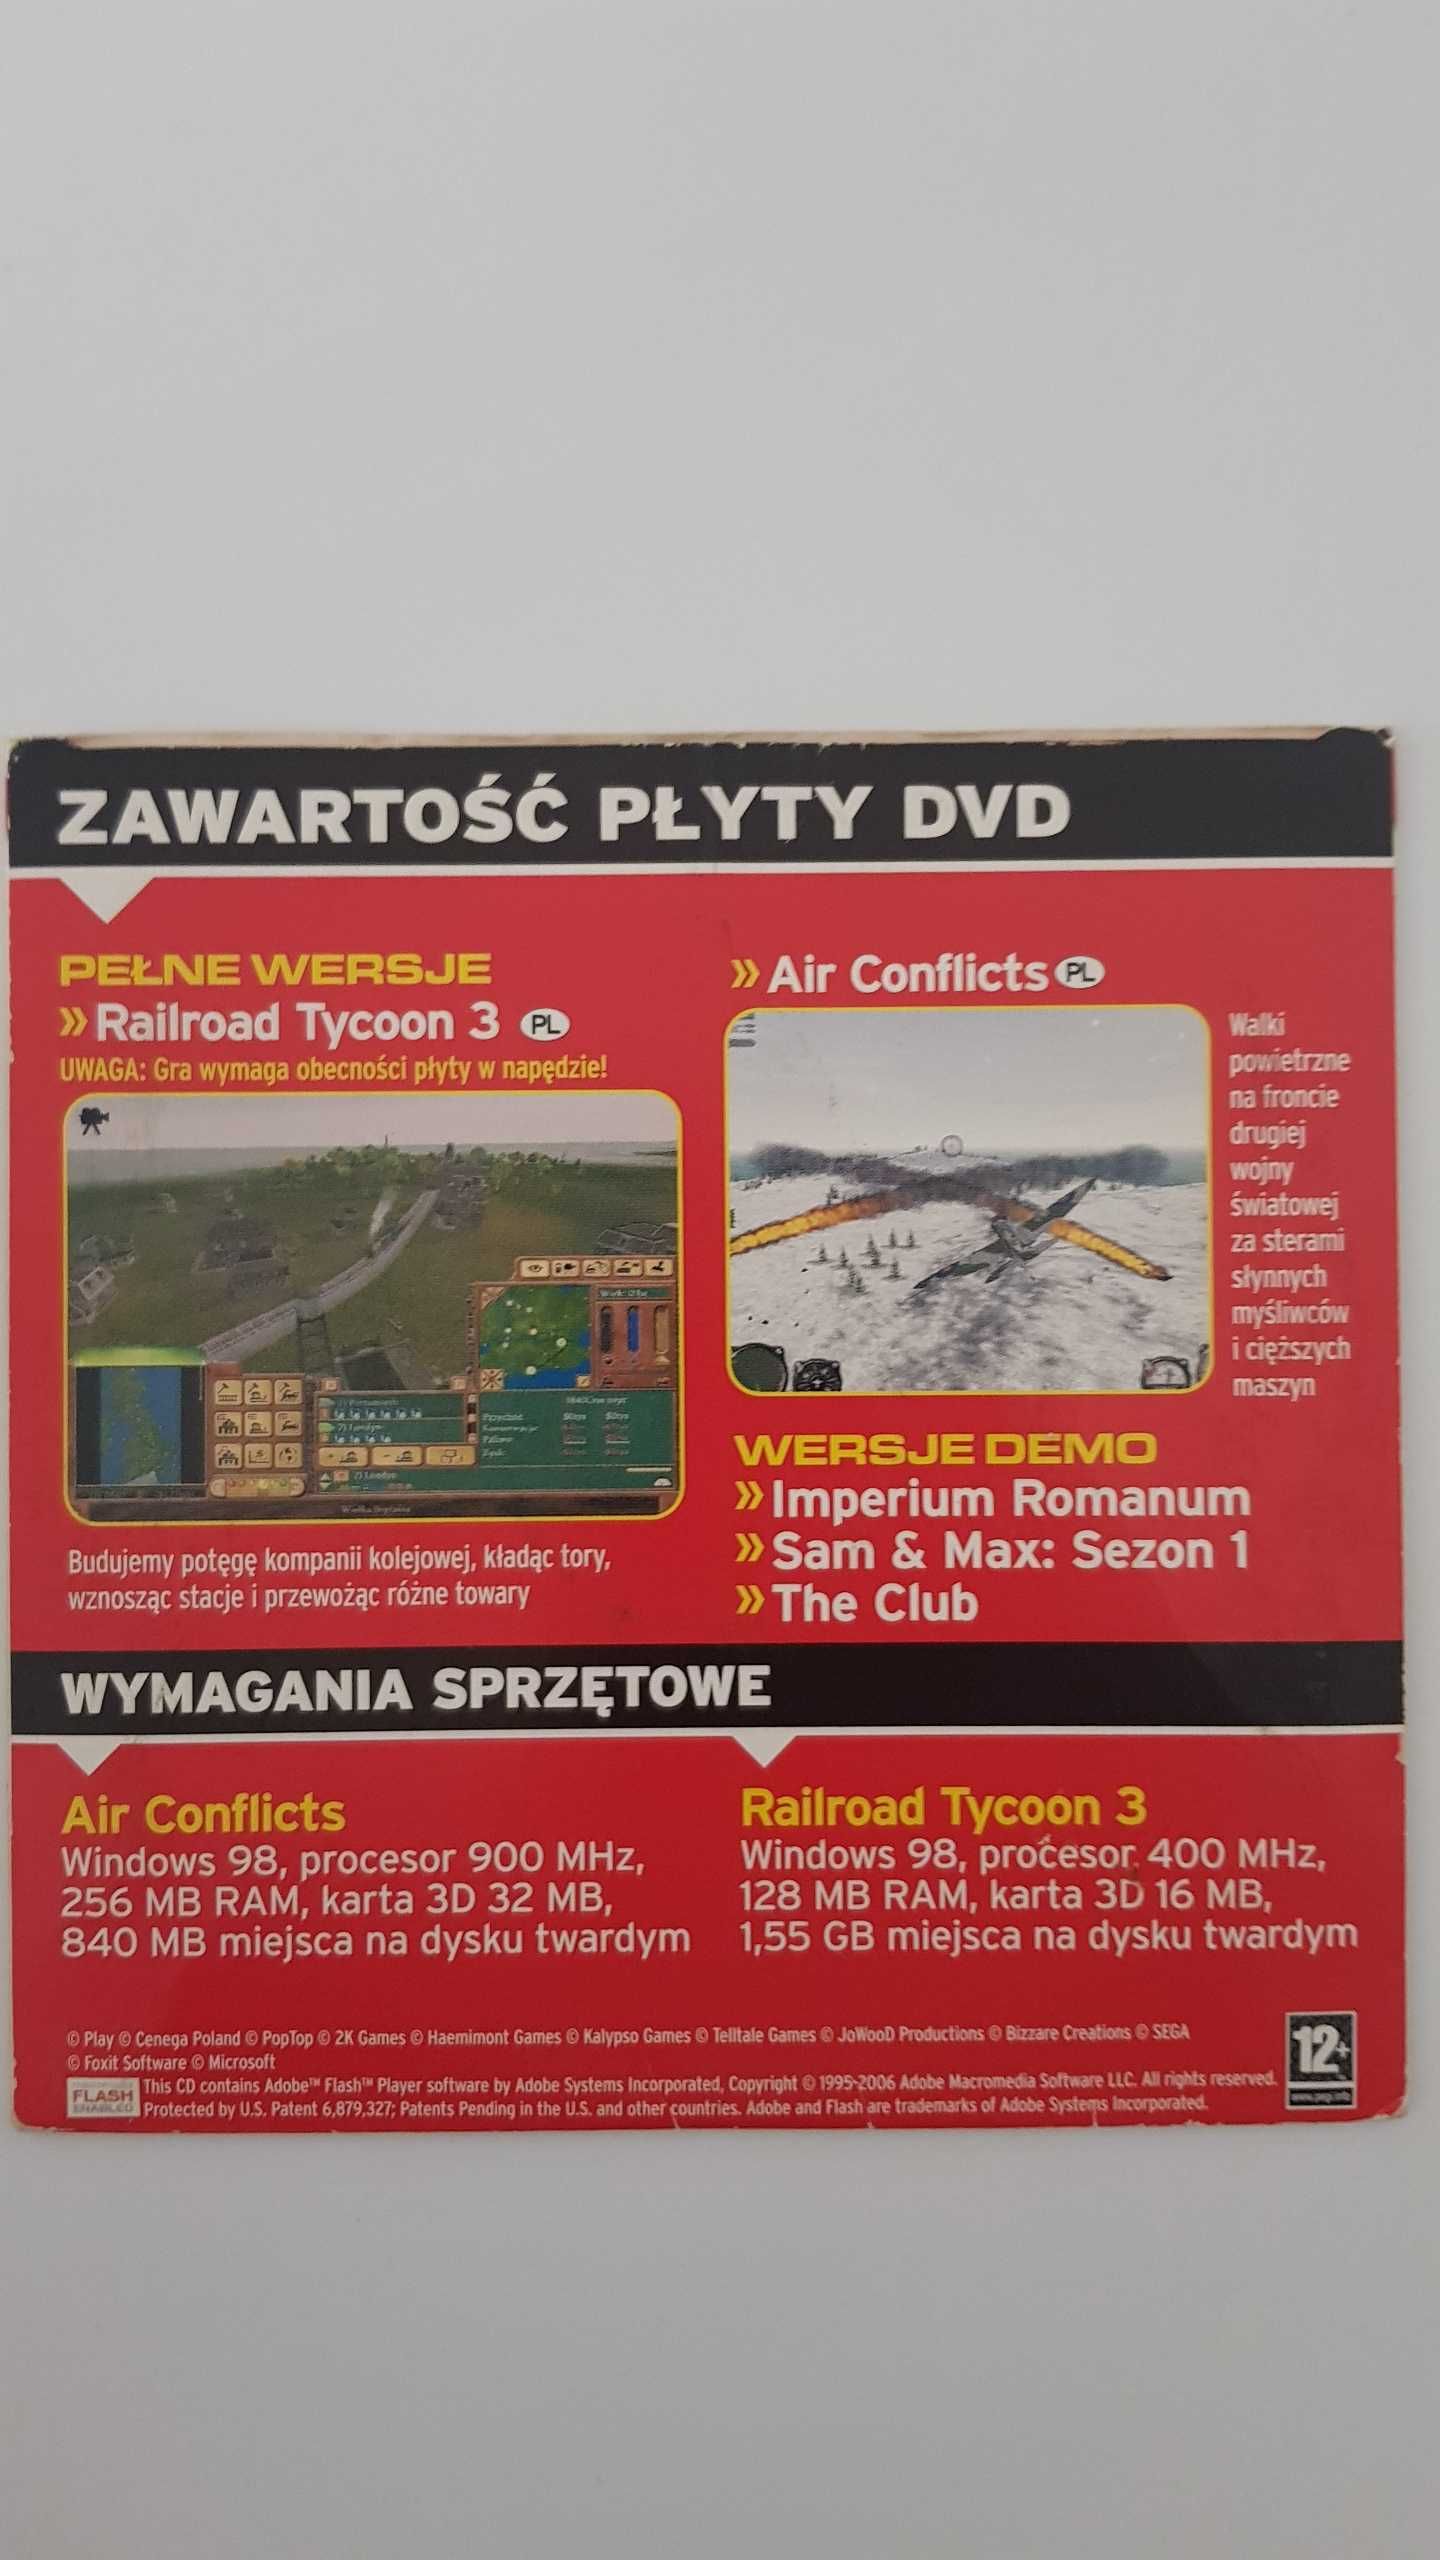 ZAWARTOŚĆ PŁYTY DVD
PEŁNE WERSJE
» Railroad Tycoon 3 PL
UWAGA: Gra wymaga obecności płyty w napędzie!
Budujemy potęgę kompanii kolejowej, kładąc tory,
wznosząc stacje i przewożąc różne towary
» Air Conflicts PL
Walki
powietrzne
na froncie
drugiej
wojny
światowej
za sterami
słynnych
myśliwców
i cięższych
maszyn
WERSJE DEMO
» Imperium Romanum
» Sam & Max: Sezon 1
» The Club
WYMAGANIA SPRZĘTOWE
Air Conflicts
Windows 98, procesor 900 MHz,
256 MB RAM, karta 3D 32 MB,
840 MB miejsca na dysku twardym
Railroad Tycoon 3
Windows 98, procesor 400 MHz,
128 MB RAM, karta 3D 16 MB,
1,55 GB miejsca na dysku twardym
© Play © Cenega Poland © PopTop © 2K Games © Haemimont Games © Kalypso Games © Telltale Games © JoWooD Productions © Bizzare Creations © SEGA
© Foxit Software © Microsoft
FLASH
ENABLED
This CD contains Adobe™ Flash™ Player software by Adobe Systems Incorporated, Copyright © 1995-2006 Adobe Macromedia Software LLC. All rights reserved.
Protected by U.S. Patent 6,879,327; Patents Pending in the U.S. and other countries. Adobe and Flash are trademarks of Adobe Systems Incorporated.
12+